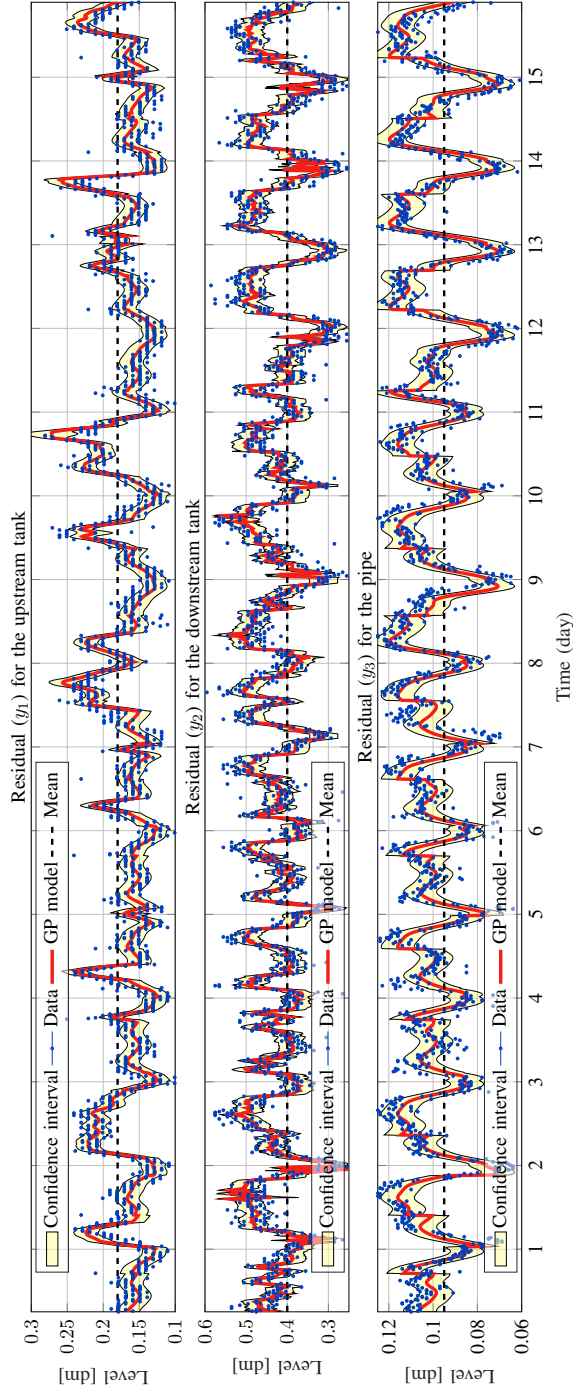 Residual (y1) for the upstream tank
Level [dm]
0.3
0.25
0.2
0.15
0.1
Confidence interval Data GP model Mean
Residual (y2) for the downstream tank
Level [dm]
0.6
0.5
0.4
0.3
Confidence interval Data GP model Mean
Residual (y3) for the pipe
Level [dm]
0.12
0.1
0.08
0.06
Confidence interval Data GP model Mean
1 2 3 4 5 6 7 8 9 10 11 12 13 14 15
Time (day)